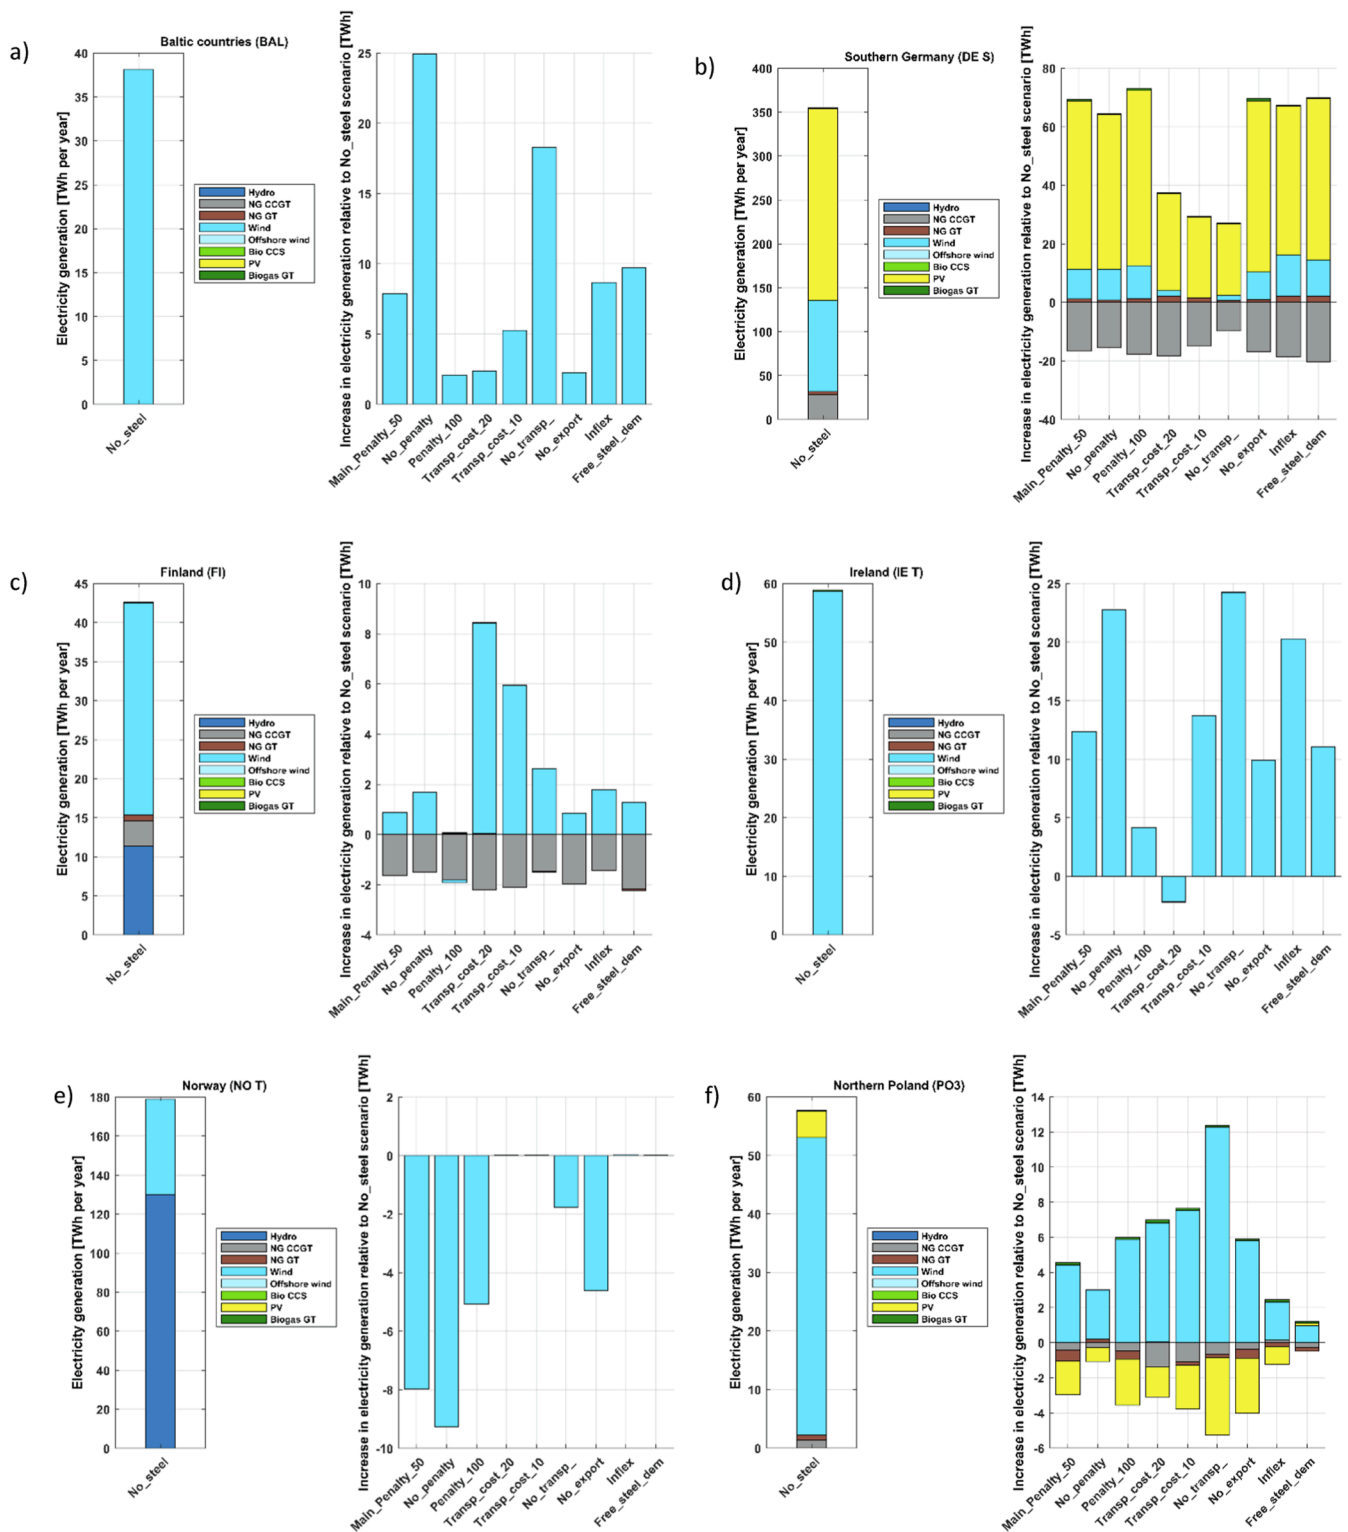 a)
Baltic countries (BAL)
Electricity generation [TWh per year]
40
35
30
25
20
15
10
5
0
No_steel
Hydro
NG CCGT
NG GT
Wind
Offshore wind
Bio CCS
PV
Biogas GT
Increase in electricity generation relative to No_steel scenario [TWh]
25
20
15
10
5
0
Main_Penalty_50
No_penalty
Penalty_100
Transp_cost_20
Transp_cost_10
No_transp_
No_export
Inflex
Free_steel_dem
b)
Southern Germany (DE S)
Electricity generation [TWh per year]
400
350
300
250
200
150
100
50
0
No_steel
Hydro
NG CCGT
NG GT
Wind
Offshore wind
Bio CCS
PV
Biogas GT
Increase in electricity generation relative to No_steel scenario [TWh]
80
60
40
20
0
-20
-40
Main_Penalty_50
No_penalty
Penalty_100
Transp_cost_20
Transp_cost_10
No_transp_
No_export
Inflex
Free_steel_dem
c)
Finland (FI)
Electricity generation [TWh per year]
45
40
35
30
25
20
15
10
5
0
No_steel
Hydro
NG CCGT
NG GT
Wind
Offshore wind
Bio CCS
PV
Biogas GT
Increase in electricity generation relative to No_steel scenario [TWh]
10
8
6
4
2
0
-2
-4
Main_Penalty_50
No_penalty
Penalty_100
Transp_cost_20
Transp_cost_10
No_transp_
No_export
Inflex
Free_steel_dem
d)
Ireland (IE T)
Electricity generation [TWh per year]
60
50
40
30
20
10
0
No_steel
Hydro
NG CCGT
NG GT
Wind
Offshore wind
Bio CCS
PV
Biogas GT
Increase in electricity generation relative to No_steel scenario [TWh]
25
20
15
10
5
0
-5
Main_Penalty_50
No_penalty
Penalty_100
Transp_cost_20
Transp_cost_10
No_transp_
No_export
Inflex
Free_steel_dem
e)
Norway (NO T)
Electricity generation [TWh per year]
180
160
140
120
100
80
60
40
20
0
No_steel
Hydro
NG CCGT
NG GT
Wind
Offshore wind
Bio CCS
PV
Biogas GT
Increase in electricity generation relative to No_steel scenario [TWh]
2
0
-2
-4
-6
-8
-10
Main_Penalty_50
No_penalty
Penalty_100
Transp_cost_20
Transp_cost_10
No_transp_
No_export
Inflex
Free_steel_dem
f)
Northern Poland (PO3)
Electricity generation [TWh per year]
60
50
40
30
20
10
0
No_steel
Hydro
NG CCGT
NG GT
Wind
Offshore wind
Bio CCS
PV
Biogas GT
Increase in electricity generation relative to No_steel scenario [TWh]
14
12
10
8
6
4
2
0
-2
-4
-6
Main_Penalty_50
No_penalty
Penalty_100
Transp_cost_20
Transp_cost_10
No_transp_
No_export
Inflex
Free_steel_dem